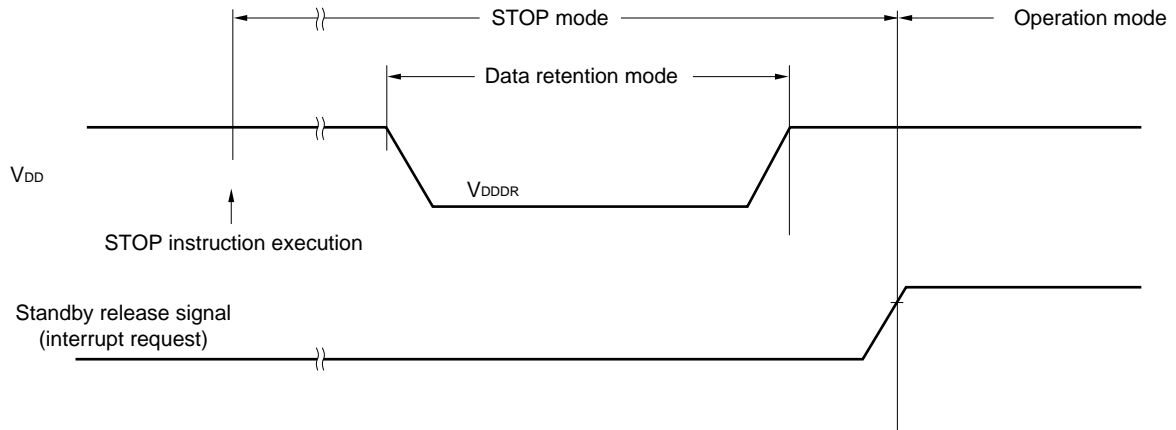 STOP mode
Operation mode
Data retention mode
VDD
VDDDR
STOP instruction execution
Standby release signal
(interrupt request)